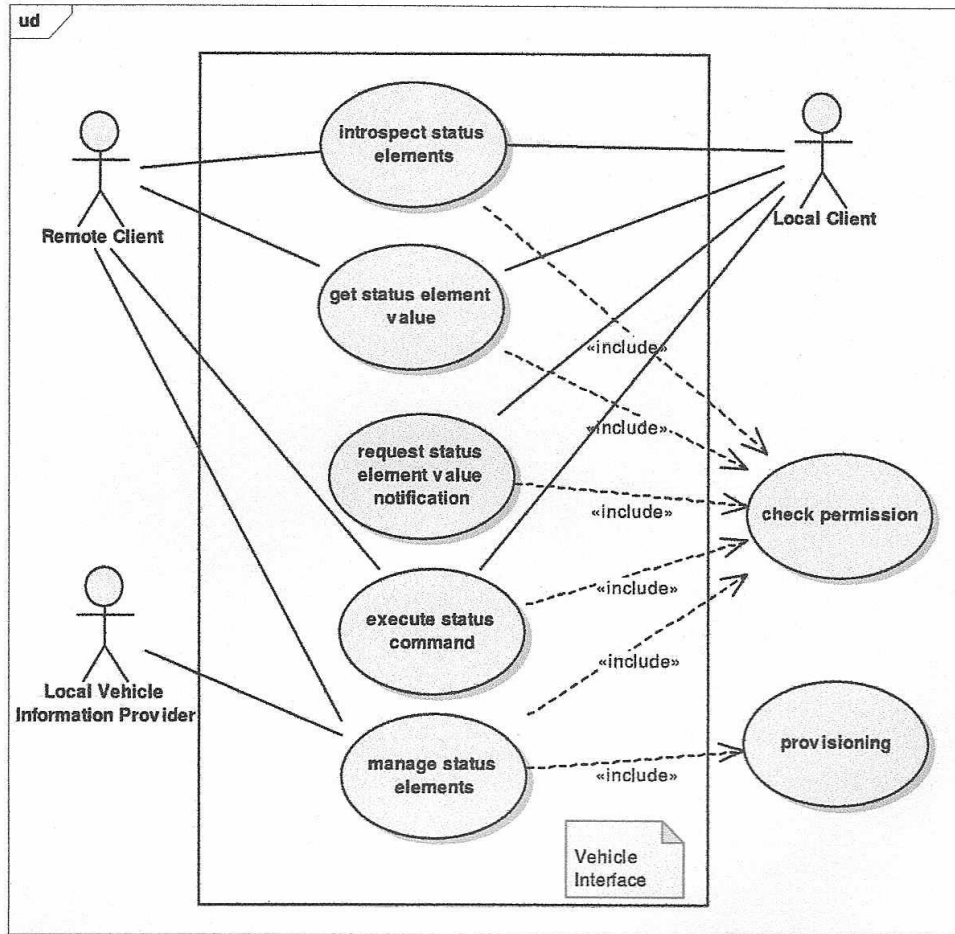 ud
introspect status
elements
Remote Client
Local Client
get status element
value
«include»
«include»
request status
element value
notification
«include»
check permission
«include»
execute status
command
«include»
Local Vehicle
Information Provider
manage status
elements
«include»
provisioning
Vehicle
Interface